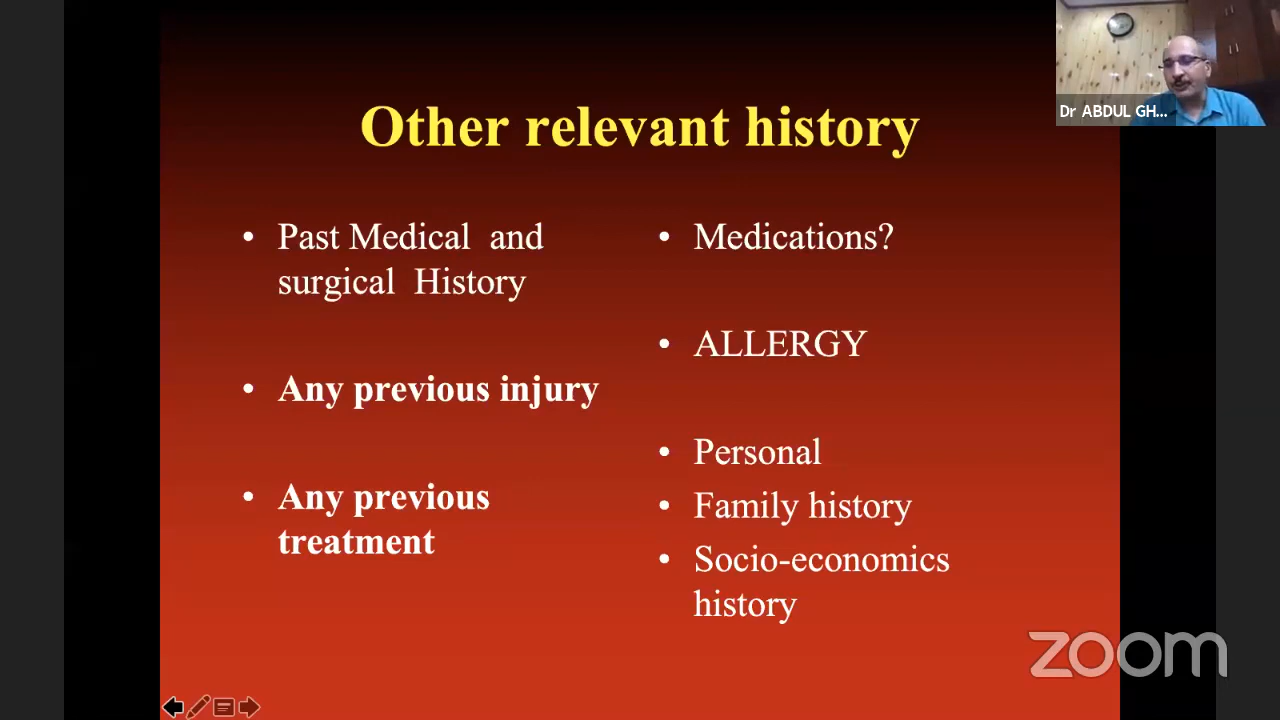 Other relevant history
• Past Medical and
surgical History
• Any previous injury
• Any previous
treatment
• Medications?
• ALLERGY
• Personal
• Family history
• Socio-economics
history
Dr ABDUL GH...
zoom